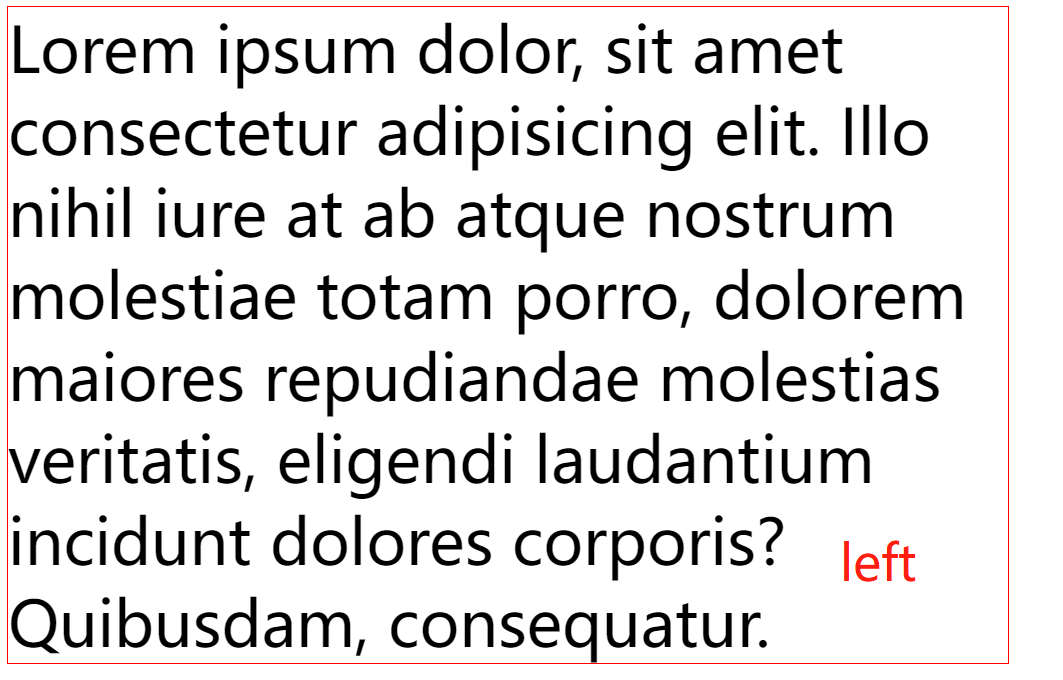 Lorem ipsum dolor, sit amet
consectetur adipisicing elit. Illo
nihil iure at ab atque nostrum
molestiae totam porro, dolorem
maiores repudiandae molestias
veritatis, eligendi laudantium
incidunt dolores corporis?
left
Quibusdam, consequatur.